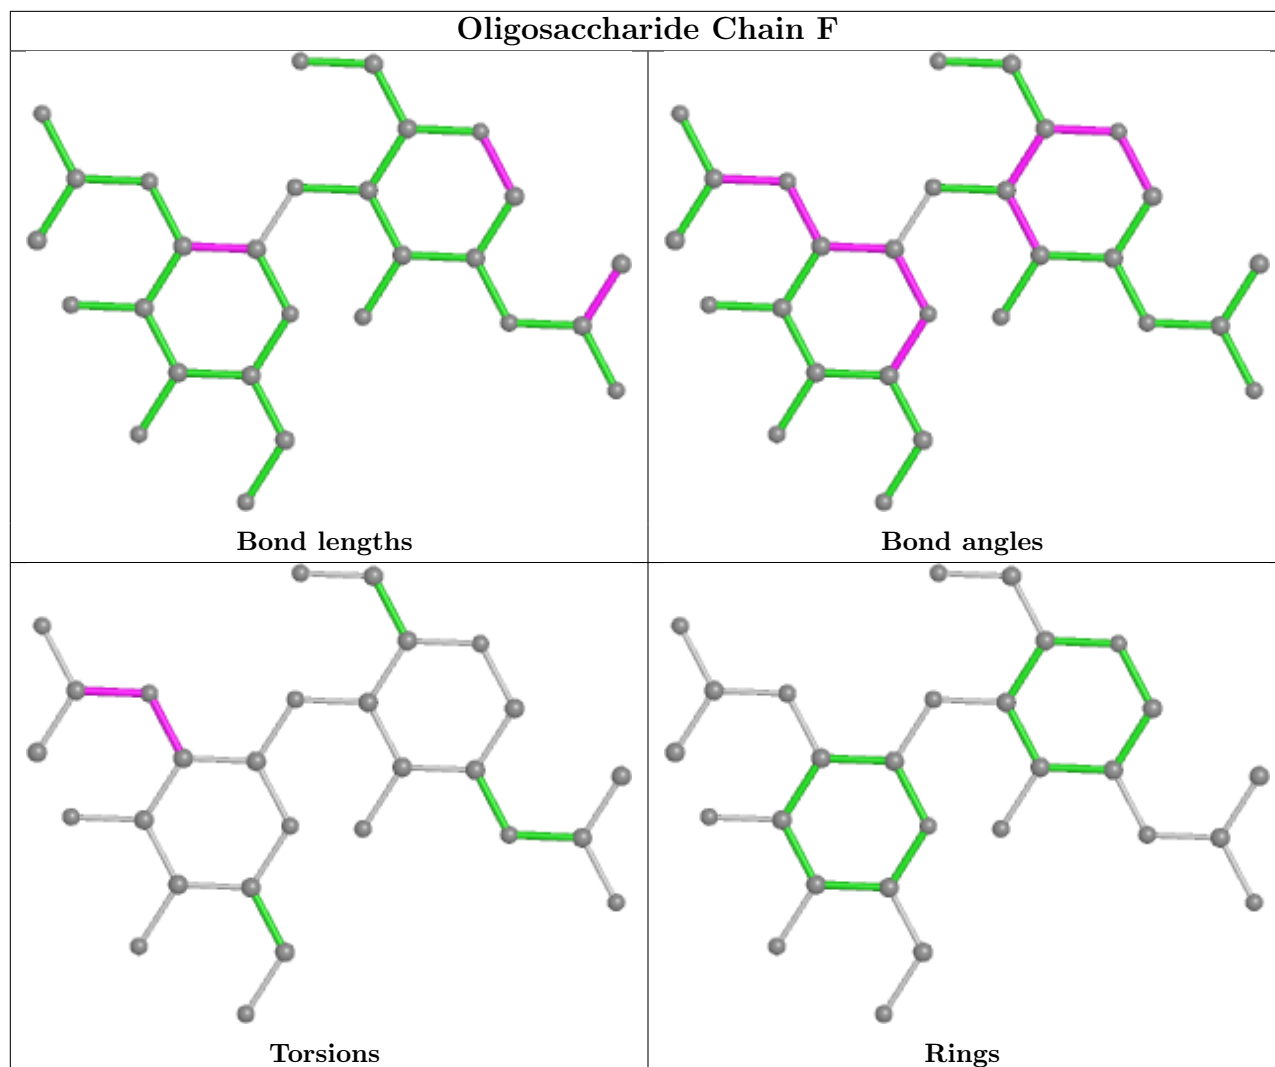 Oligosaccharide Chain F
Bond lengths
Bond angles
Torsions
Rings